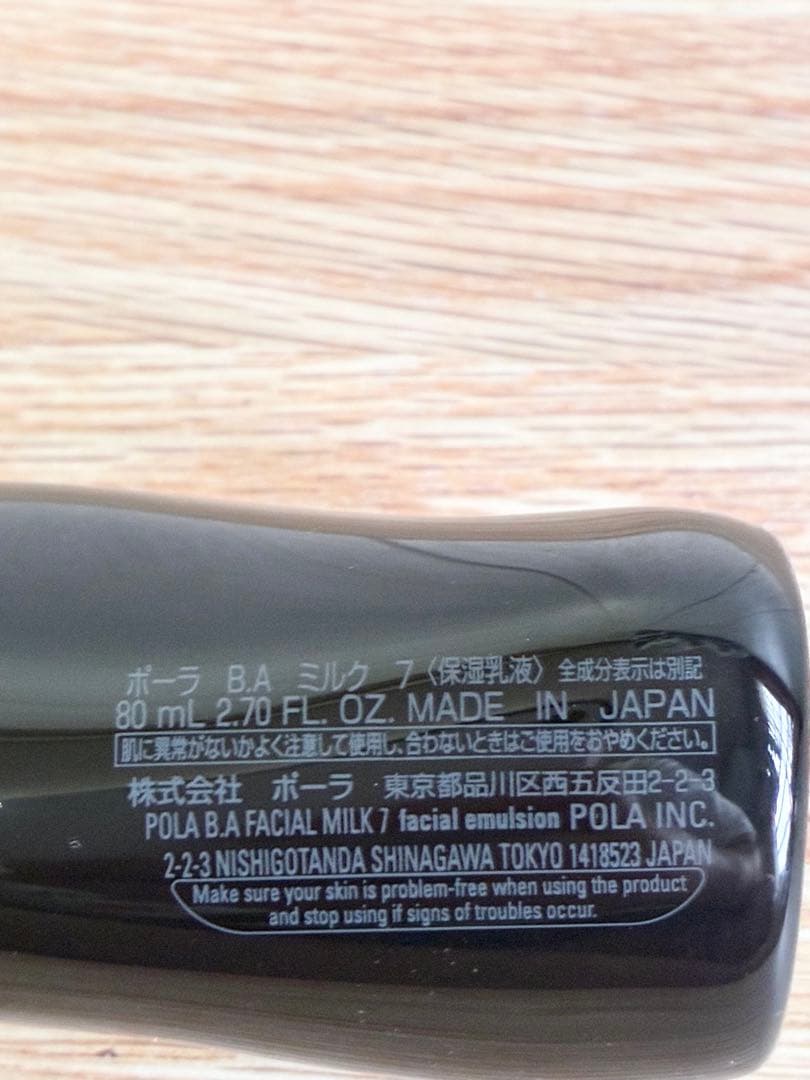 ポーラ B.A ミルク 7〈保湿乳液〉 全成分表示は別記
80 mL 2.70 FL. OZ. MADE IN JAPAN
肌に異常がないかよく注意して使用し、合わないときはご使用をおやめください。
株式会社 ポーラ 東京都品川区西五反田2-2-3
POLA B.A FACIAL MILK 7 facial emulsion POLA INC.
2-2-3 NISHIGOTANDA SHINAGAWA TOKYO 1418523 JAPAN
Make sure your skin is problem-free when using the product
and stop using if signs of troubles occur.